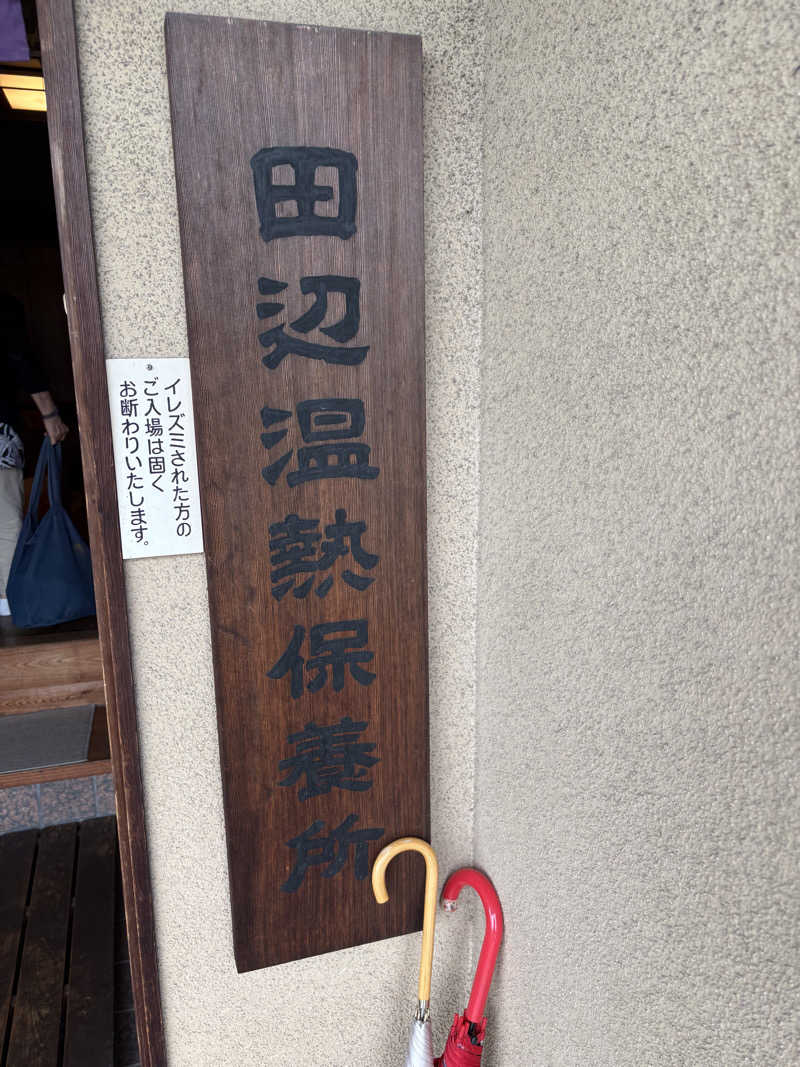 田辺温熱保養所
イレズミされた方の
ご入場は固く
お断わりいたします。